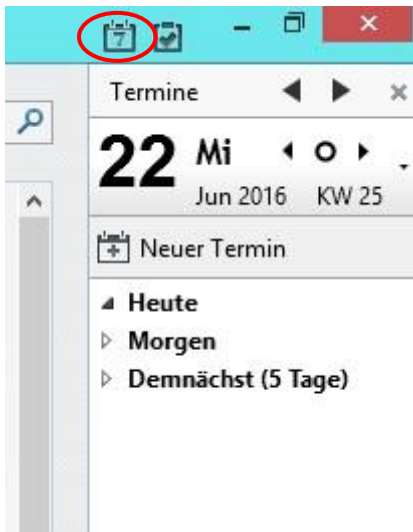 7
Termine
22 Mi
Jun 2016 KW 25
Neuer Termin
Heute
Morgen
Demnächst (5 Tage)